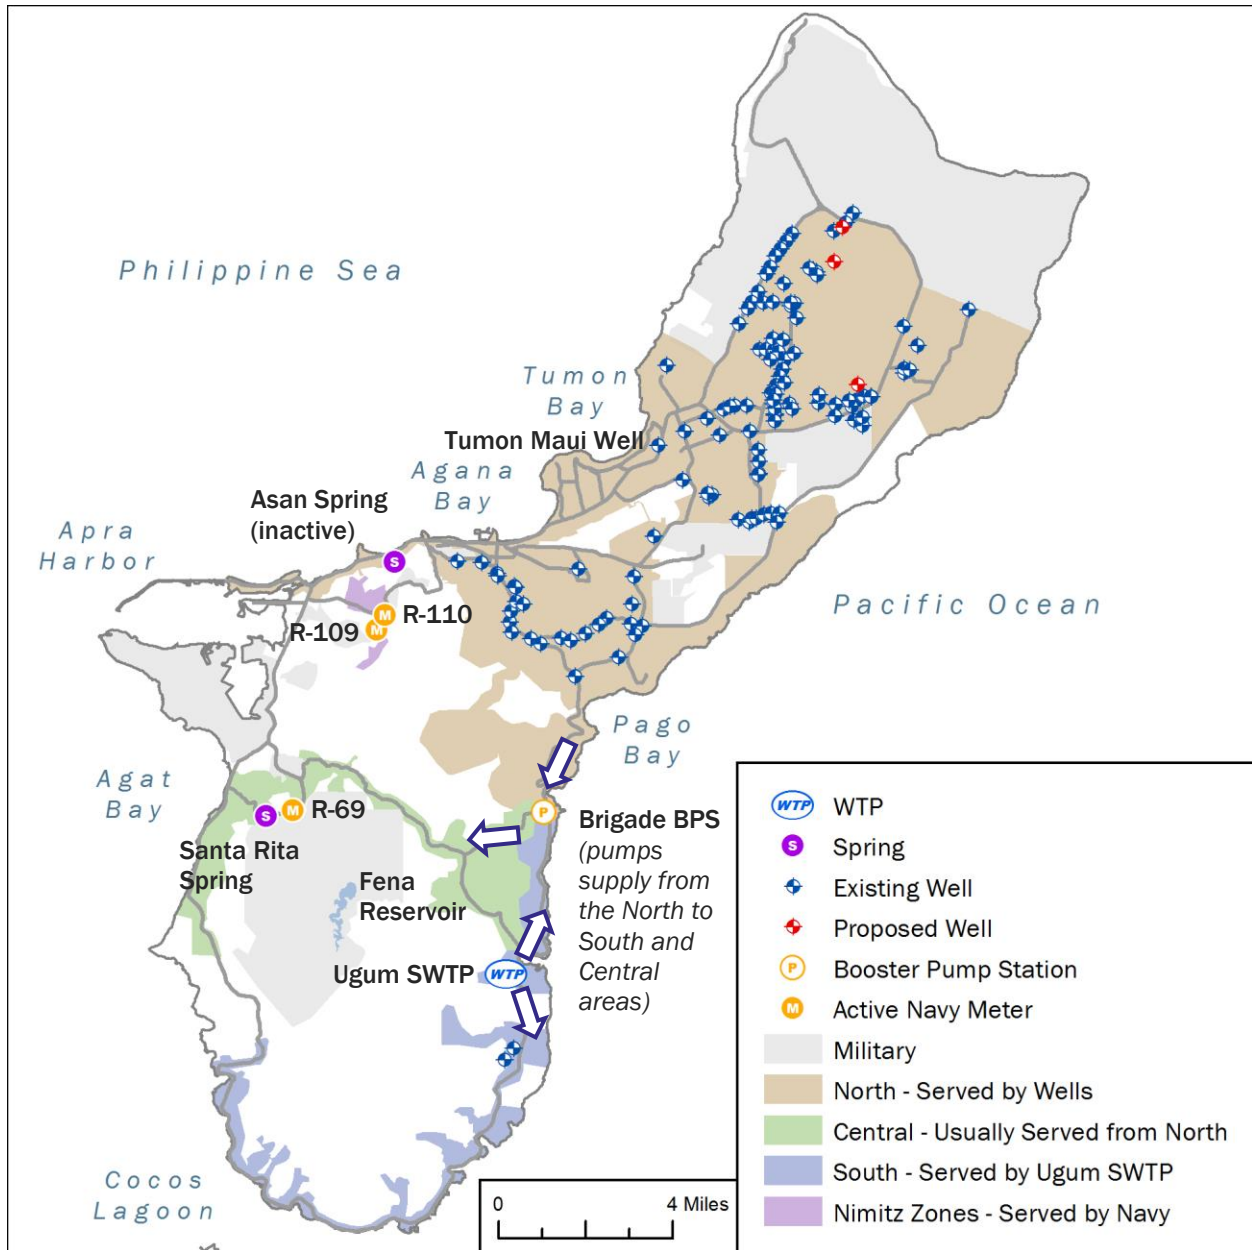 Philippine Sea
Tumon
Bay
Tumon Maui Well
Agana
Bay
Asan Spring
(inactive)
Apra
Harbor
S
Pacific Ocean
M
R-110
R-109
M
Pago
Bay
Agat
Bay
S
M
R-69
P
Brigade BPS
(pumps
supply from
the North to
South and
Central
areas)
Santa Rita
Spring
Fena
Reservoir
Ugum SWTP
WTP
Cocos
Lagoon
0
4 Miles
WTP
WTP
S
Spring
Existing Well
Proposed Well
P
Booster Pump Station
M
Active Navy Meter
Military
North - Served by Wells
Central - Usually Served from North
South - Served by Ugum SWTP
Nimitz Zones - Served by Navy